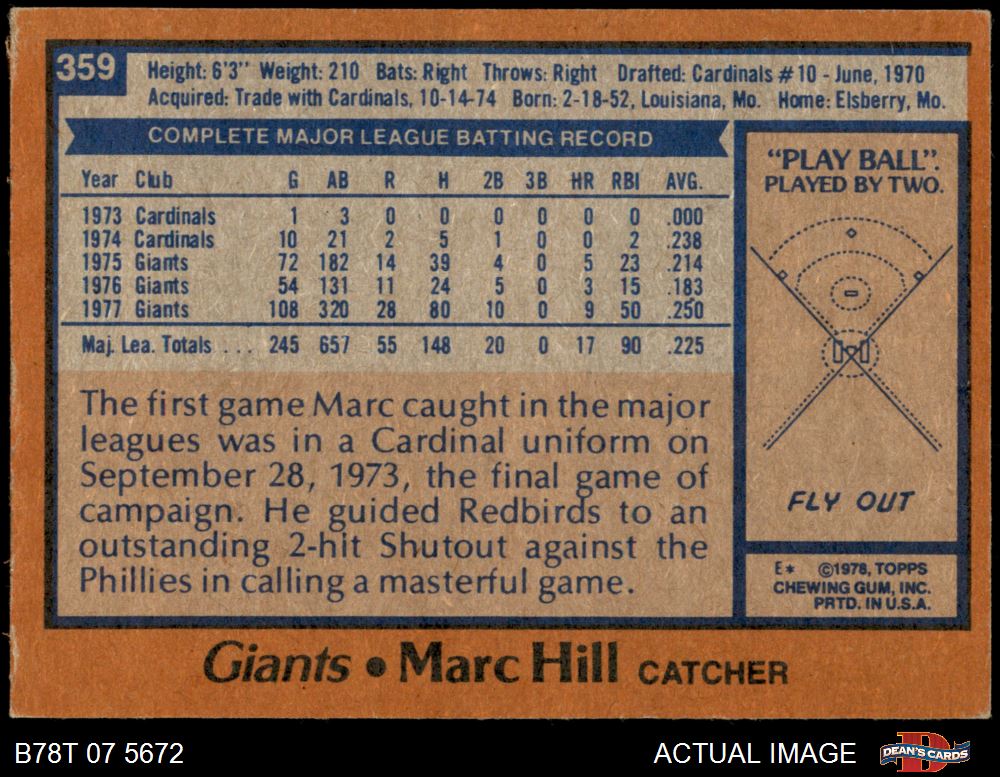 359
Height: 6'3" Weight: 210 Bats: Right Throws: Right Drafted: Cardinals #10 - June, 1970
Acquired: Trade with Cardinals, 10-14-74 Born: 2-18-52, Louisiana, Mo. Home: Elsberry, Mo.
COMPLETE MAJOR LEAGUE BATTING RECORD
Year Club G AB R H 2B 3B HR RBI AVG.
1973 Cardinals 1 3 0 0 0 0 0 0 .000
1974 Cardinals 10 21 2 5 1 0 0 2 .238
1975 Giants 72 182 14 39 4 0 5 23 .214
1976 Giants 54 131 11 24 5 0 3 15 .183
1977 Giants 108 320 28 80 10 0 9 50 .250
Maj. Lea. Totals . . . 245 657 55 148 20 0 17 90 .225
The first game Marc caught in the major
leagues was in a Cardinal uniform on
September 28, 1973, the final game of
campaign. He guided Redbirds to an
outstanding 2-hit Shutout against the
Phillies in calling a masterful game.
"PLAY BALL".
PLAYED BY TWO.
FLY OUT
E* ©1978, TOPPS
CHEWING GUM, INC.
PRTD. IN U.S.A.
Giants • Marc Hill CATCHER
B78T 07 5672
ACTUAL IMAGE
DEAN'S CARDS